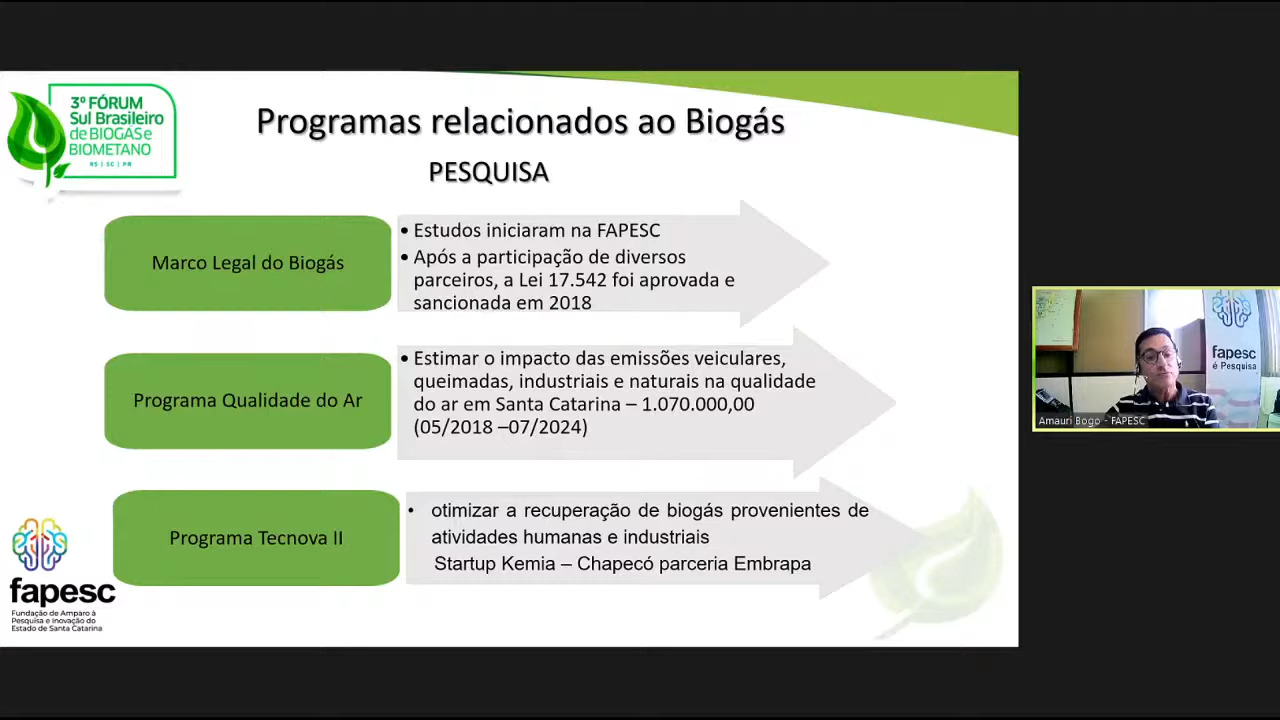 3º FÓRUM
Sul Brasileiro
de BIOGÁS e
BIOMETANO
RS | SC | PR
Programas relacionados ao Biogás
PESQUISA
Marco Legal do Biogás
• Estudos iniciaram na FAPESC
• Após a participação de diversos
parceiros, a Lei 17.542 foi aprovada e
sancionada em 2018
Programa Qualidade do Ar
• Estimar o impacto das emissões veiculares,
queimadas, industriais e naturais na qualidade
do ar em Santa Catarina – 1.070.000,00
(05/2018 –07/2024)
Programa Tecnova II
• otimizar a recuperação de biogás provenientes de
atividades humanas e industriais
Startup Kemia – Chapecó parceria Embrapa
fapesc
Fundação de Amparo à
Pesquisa e Inovação do
Estado de Santa Catarina
fapesc
é Pesquisa
Amauri Bogo - FAPESC